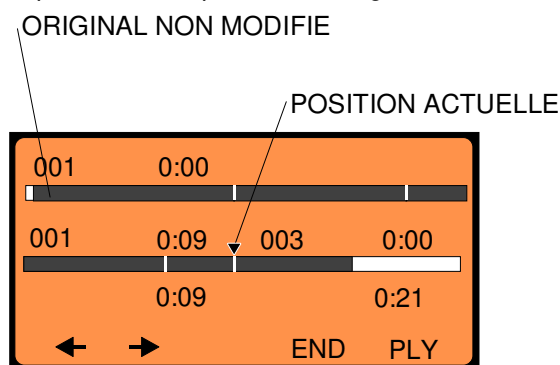 ORIGINAL NON MODIFIE
POSITION ACTUELLE
001 0:00
001 0:09 003 0:00
0:09 0:21
END PLY